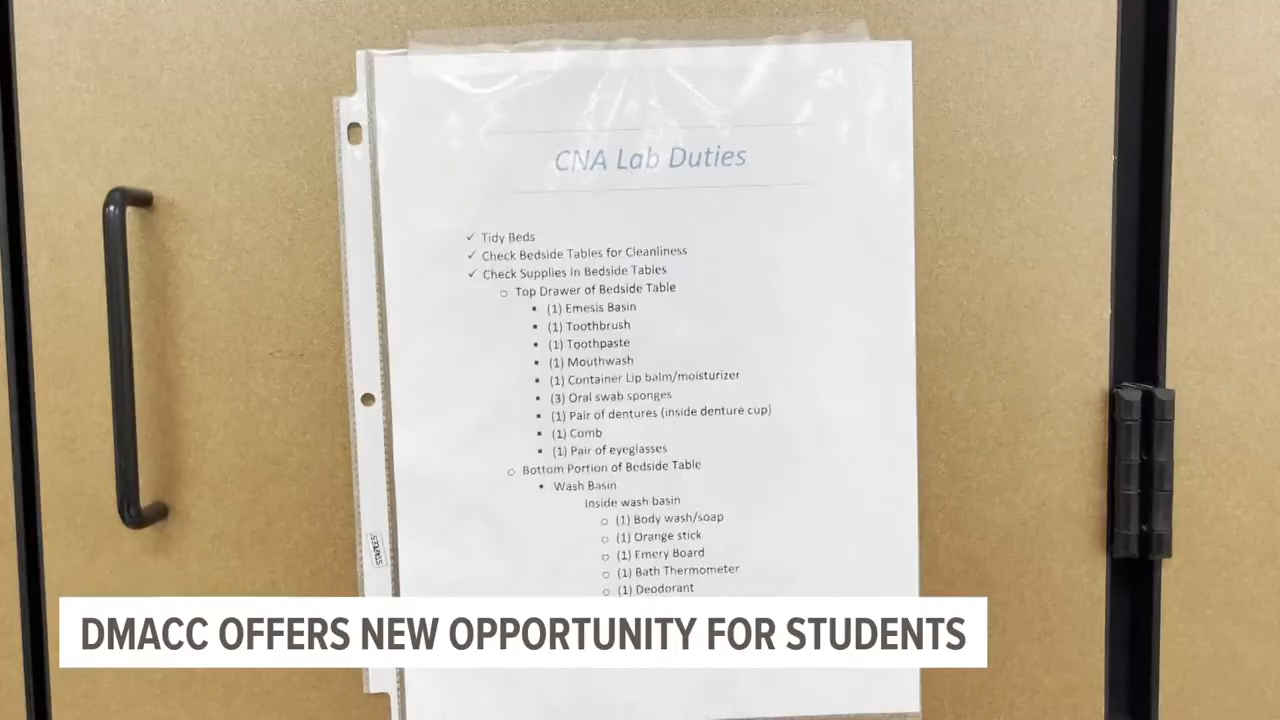 CNA Lab Duties
✓ Tidy Beds
✓ Check Bedside Tables for Cleanliness
✓ Check Supplies in Bedside Tables
○ Top Drawer of Bedside Table
▪ (1) Emesis Basin
▪ (1) Toothbrush
▪ (1) Toothpaste
▪ (1) Mouthwash
▪ (1) Container Lip balm/moisturizer
▪ (3) Oral swab sponges
▪ (1) Pair of dentures (inside denture cup)
▪ (1) Comb
▪ (1) Pair of eyeglasses
○ Bottom Portion of Bedside Table
▪ Wash Basin
Inside wash basin
○ (1) Body wash/soap
○ (1) Orange stick
○ (1) Emery Board
○ (1) Bath Thermometer
○ (1) Deodorant
STAPLES
DMACC OFFERS NEW OPPORTUNITY FOR STUDENTS